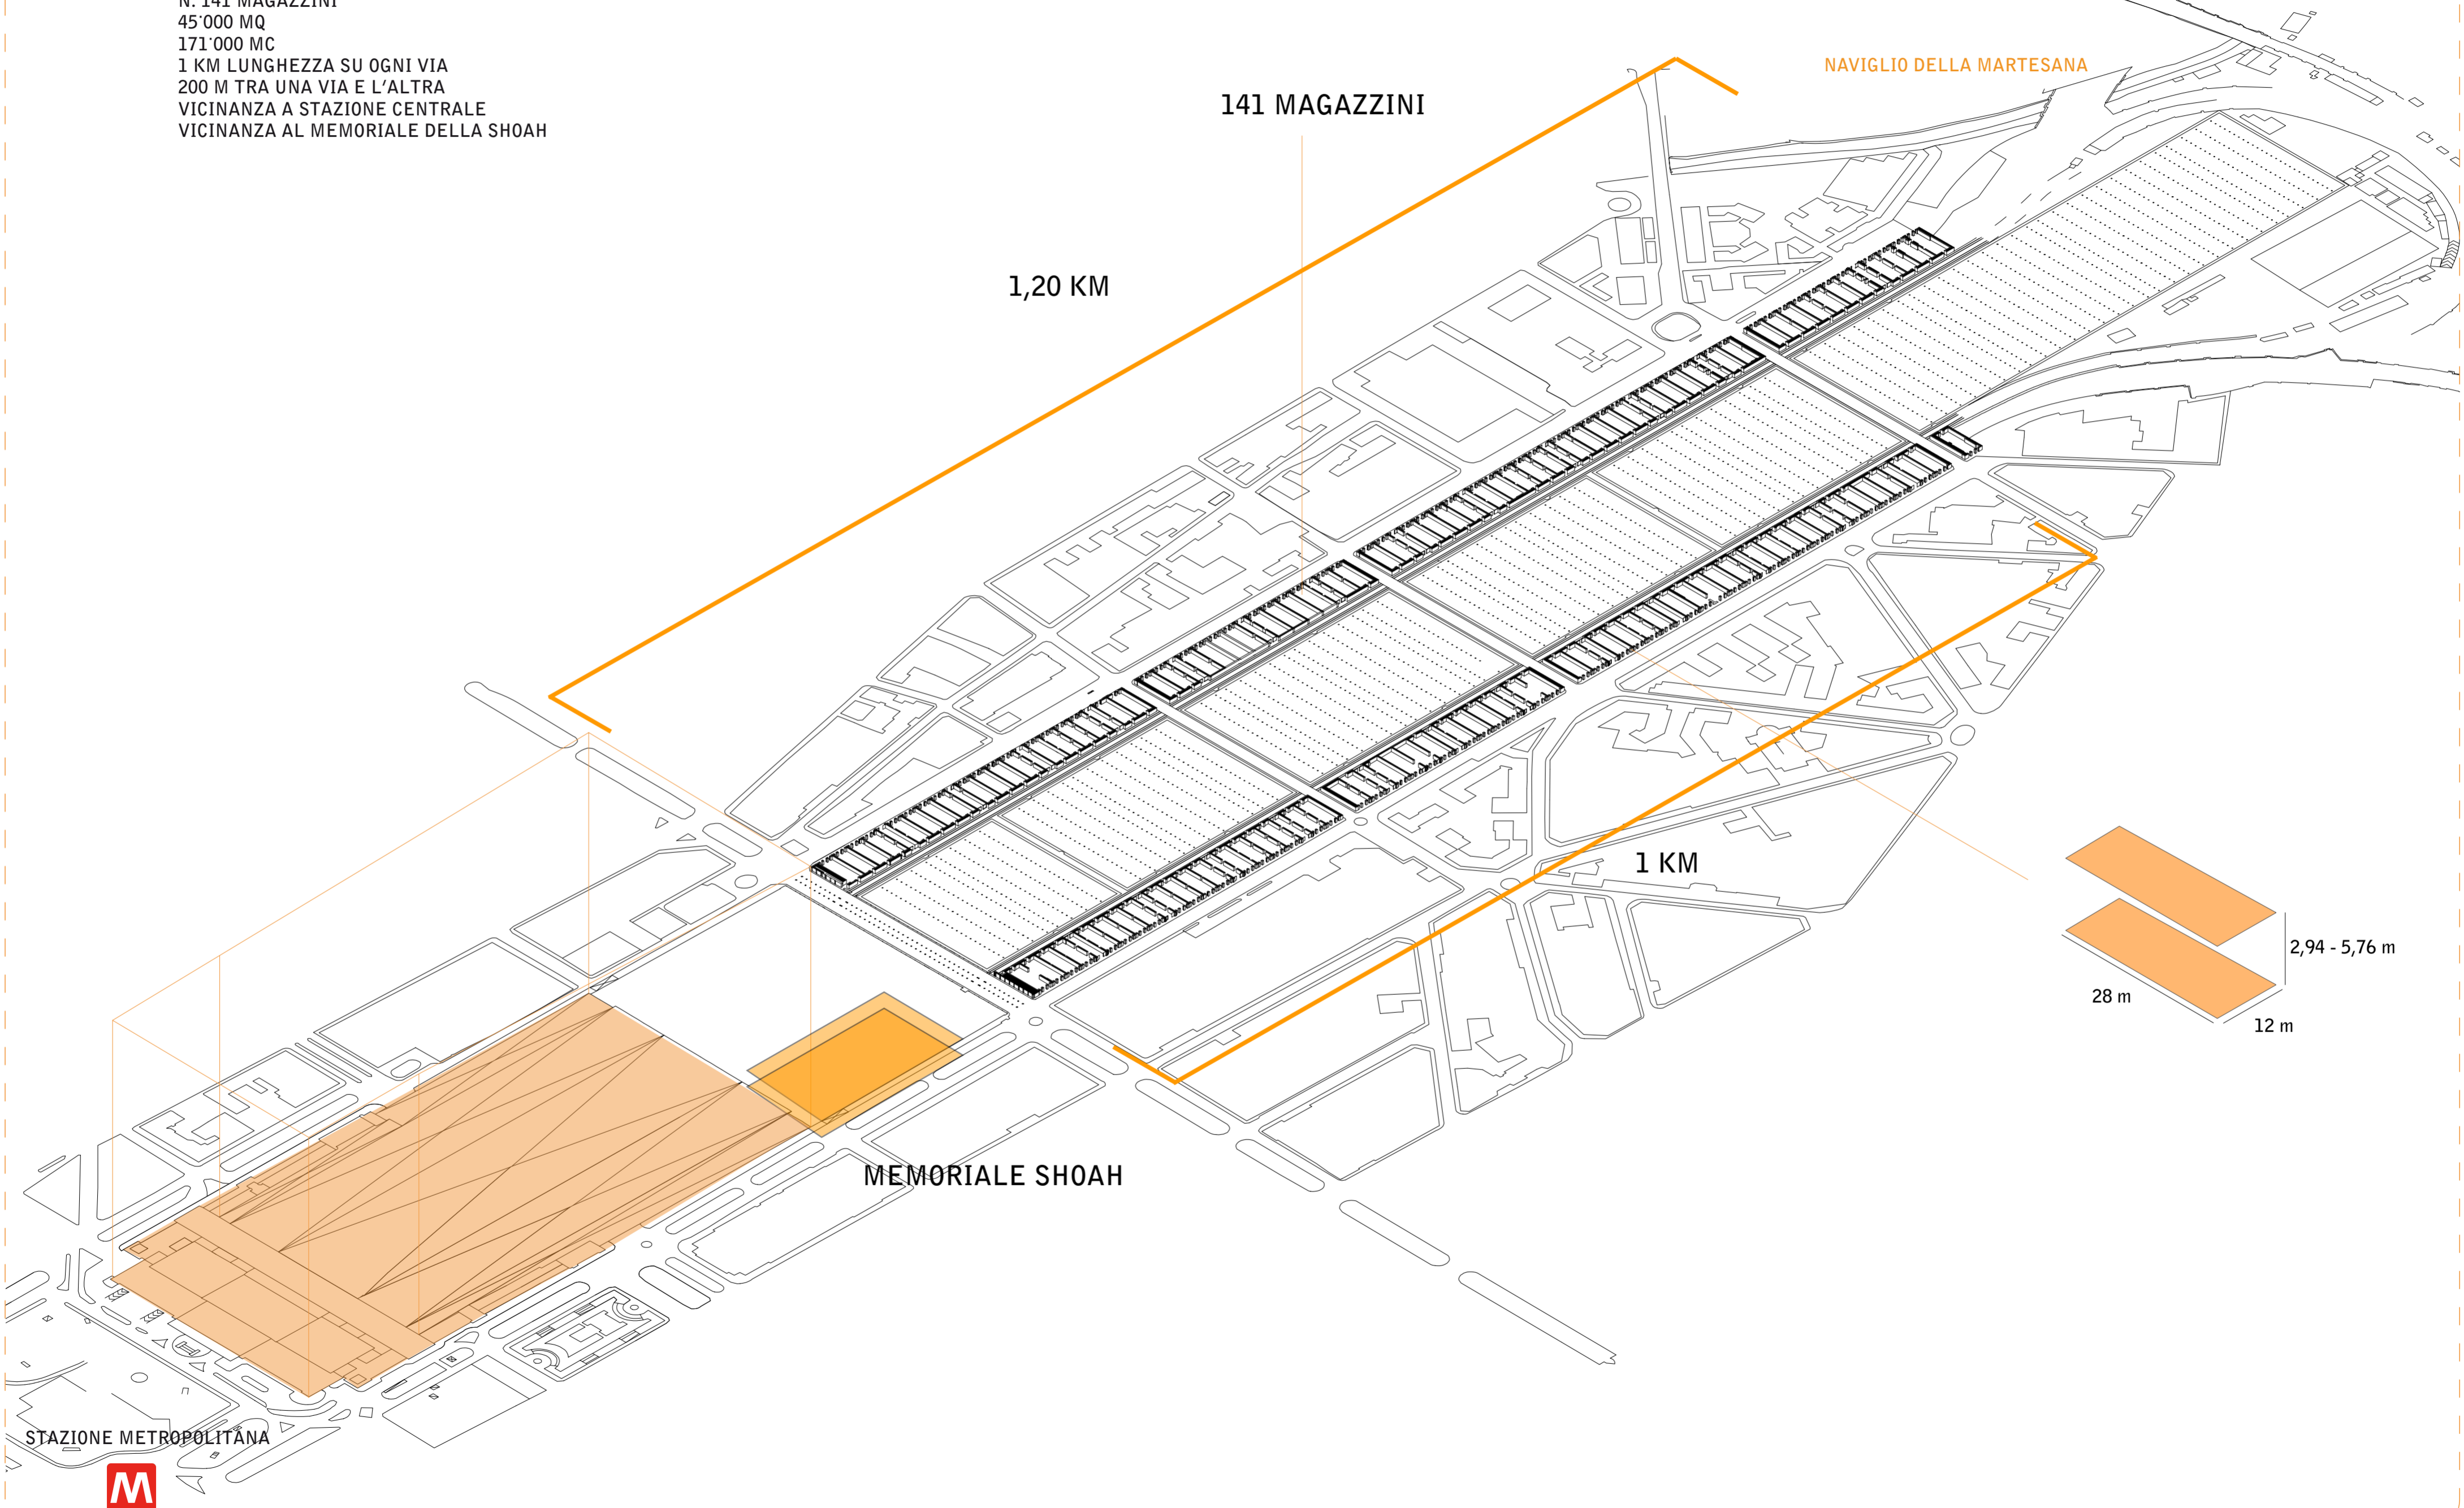 N. 141 MAGAZZINI
45'000 MQ
171'000 MC
1 KM LUNGHEZZA SU OGNI VIA
200 M TRA UNA VIA E L'ALTRA
VICINANZA A STAZIONE CENTRALE
VICINANZA AL MEMORIALE DELLA SHOAH
NAVIGLIO DELLA MARTESANA
141 MAGAZZINI
1,20 KM
1 KM
2,94 - 5,76 m
28 m
12 m
MEMORIALE SHOAH
STAZIONE METROPOLITANA
M